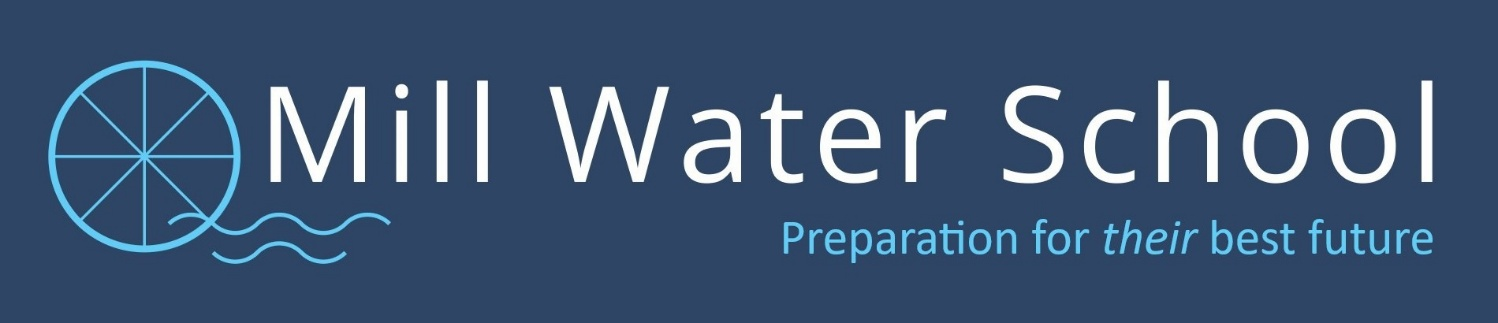 Mill Water School
Preparation for their best future